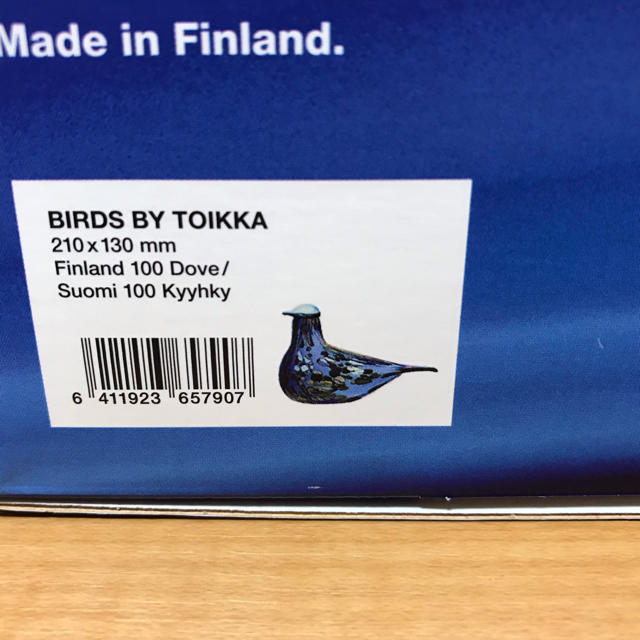 Made in Finland.
BIRDS BY TOIKKA
210 x 130 mm
Finland 100 Dove/
Suomi 100 Kyyhky
6 411923 657907